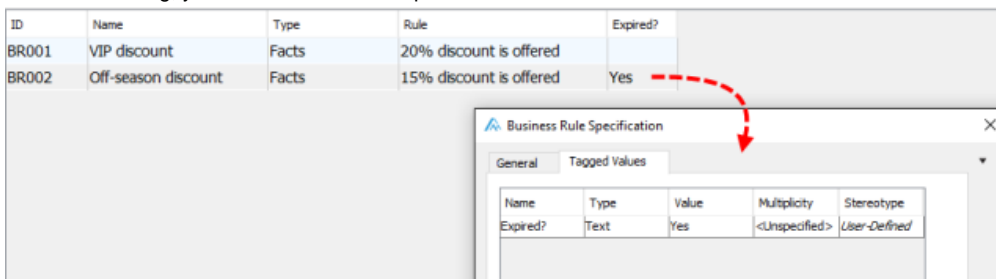 ID Name Type Rule Expired?
BR001 VIP discount Facts 20% discount is offered
BR002 Off-season discount Facts 15% discount is offered Yes
Business Rule Specification
General Tagged Values
Name Type Value Multiplicity Stereotype
Expired? Text Yes <Unspecified> User-Defined